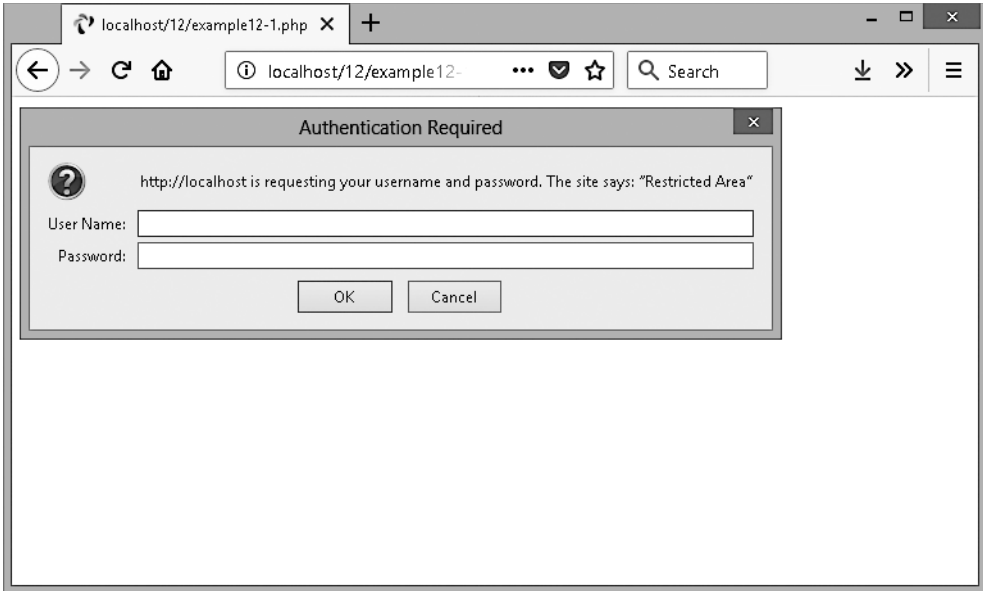 localhost/12/example12-1.php
localhost/12/example12-
Search
Authentication Required
http://localhost is requesting your username and password. The site says: “Restricted Area“
User Name:
Password:
OK
Cancel